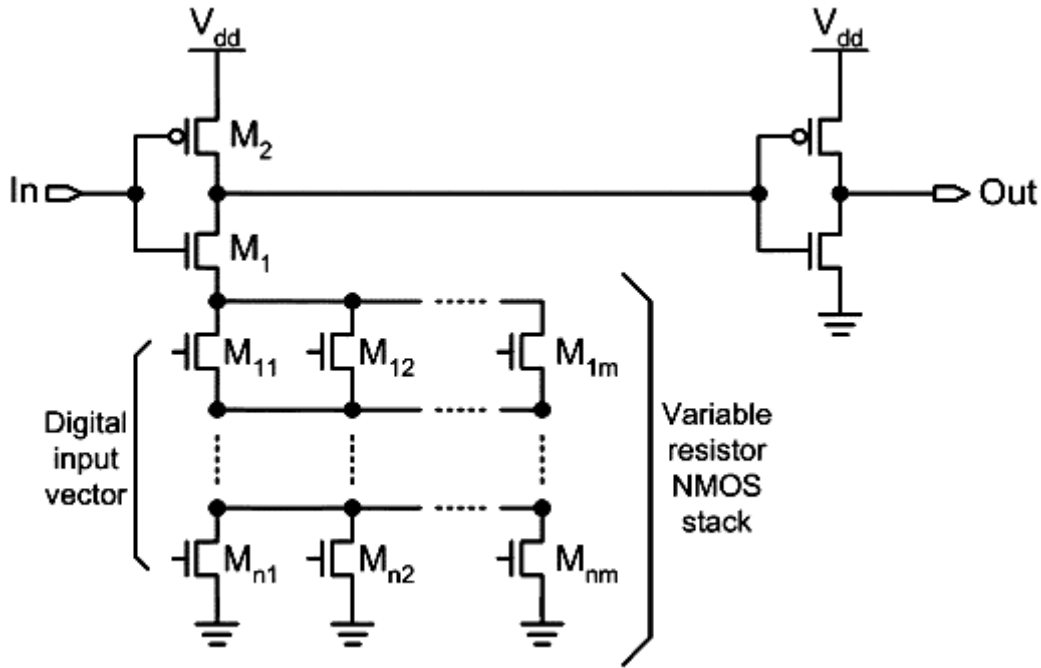 Vdd
Vdd
M2
In
Out
M1
M11
M12
M1m
Digital
input
vector
Variable
resistor
NMOS
stack
Mn1
Mn2
Mnm